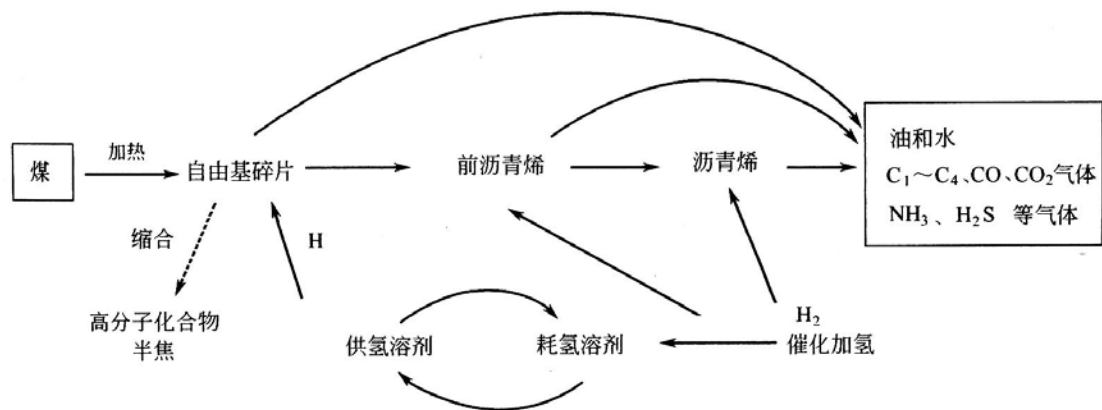 煤
加热
自由基碎片
前沥青烯
沥青烯
油和水
C₁～C₄、CO、CO₂气体
NH₃、H₂S 等气体
缩合
H
高分子化合物
半焦
供氢溶剂
耗氢溶剂
H₂
催化加氢